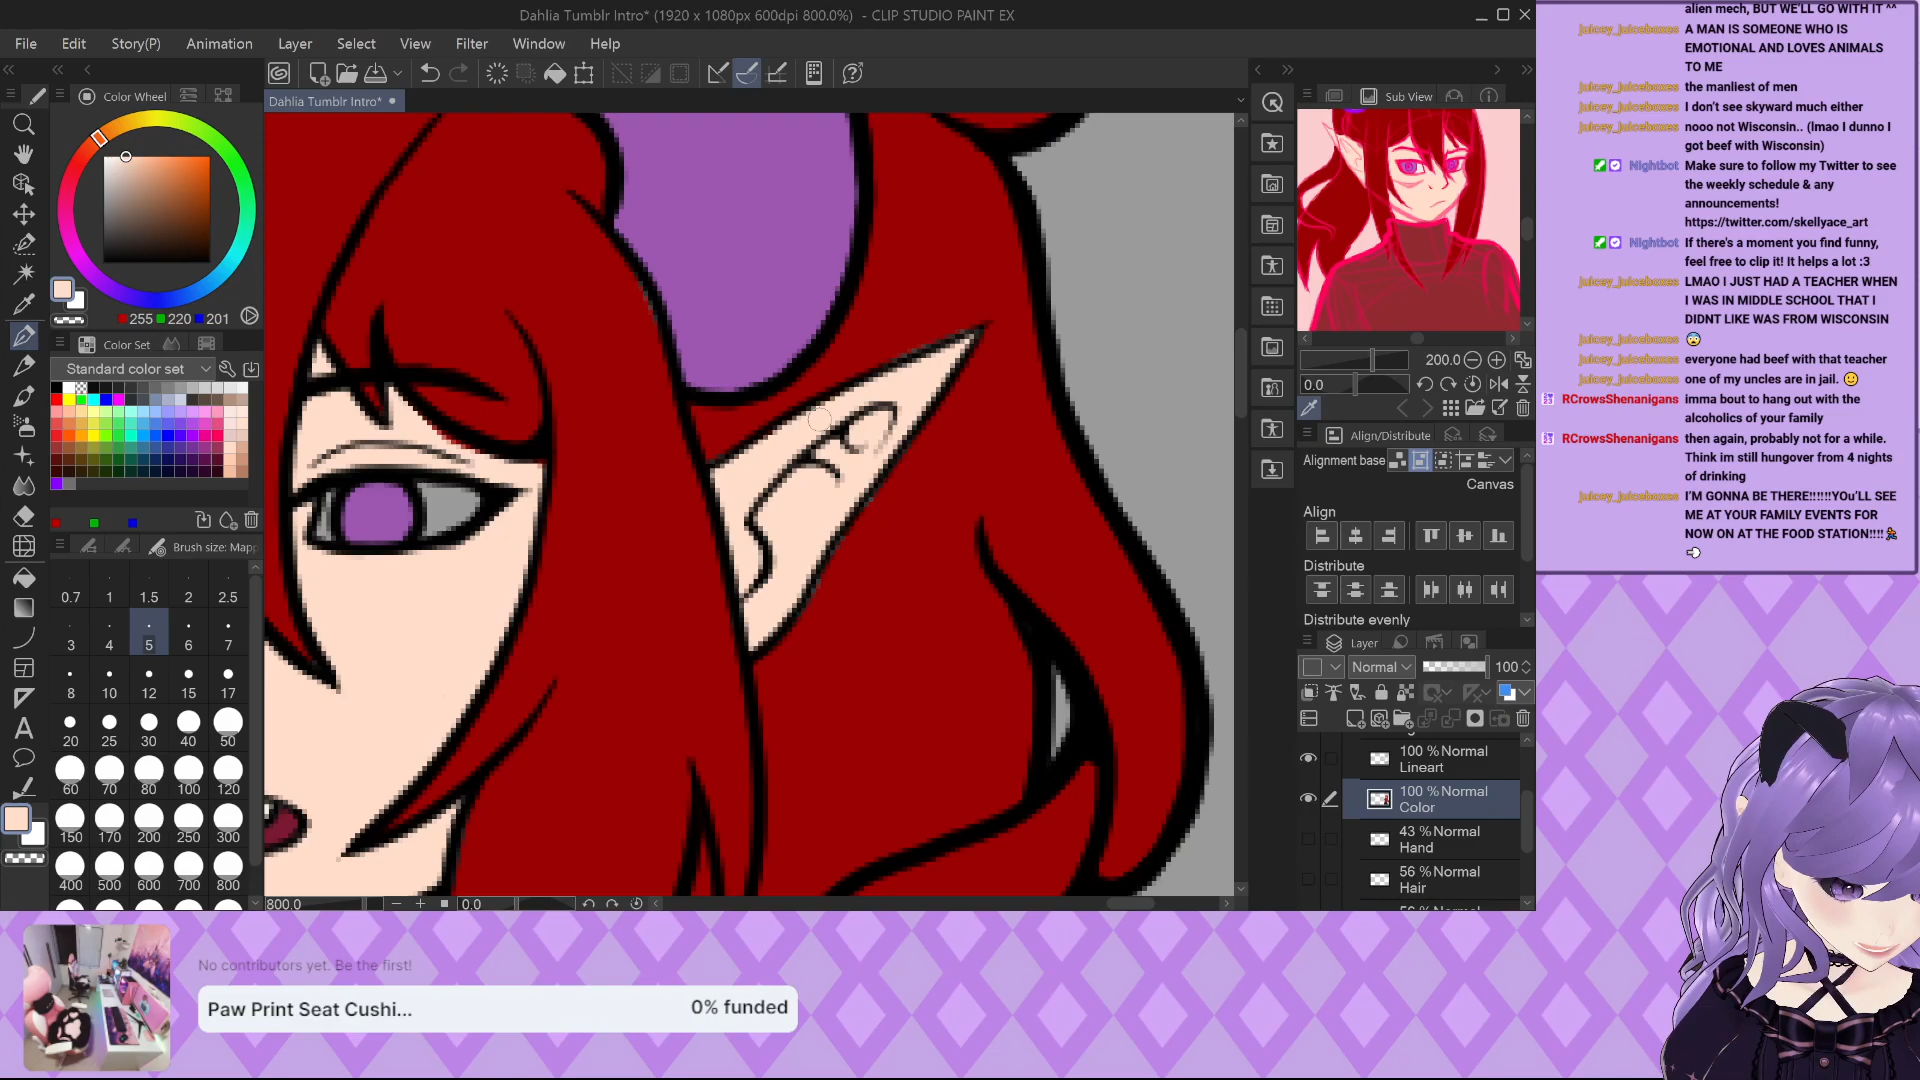 Dahlia Tumblr Intro* (1920 x 1080px 600dpi 800.0%) - CLIP STUDIO PAINT EX
File Edit Story(P) Animation Layer Select View Filter Window Help
Color Wheel
Dahlia Tumblr Intro*
Sub View
255 220 201
Color Set
Standard color set
Brush size: Mapp
0.7 1 1.5 2 2.5
3 4 5 6 7
8 10 12 15 17
20 25 30 40 50
60 70 80 100 120
150 170 200 250 300
400 500 600 700 800
800.0
0.0
200.0
0.0
Align/Distribute
Alignment base
Canvas
Align
Distribute
Distribute evenly
Layer
Normal 100
100 % Normal
Lineart
100 % Normal
Color
43 % Normal
Hand
56 % Normal
Hair
alien mech, BUT WE'LL GO WITH IT ^^
juicey_juiceboxes A MAN IS SOMEONE WHO IS
EMOTIONAL AND LOVES ANIMALS
TO ME
juicey_juiceboxes the manliest of men
juicey_juiceboxes I don't see skyward much either
juicey_juiceboxes nooo not Wisconsin.. (lmao I dunno I
got beef with Wisconsin)
Nightbot Make sure to follow my Twitter to see
the weekly schedule & any
announcements!
https://twitter.com/skellyace_art
Nightbot If there's a moment you find funny,
feel free to clip it! It helps a lot :3
juicey_juiceboxes LMAO I JUST HAD A TEACHER WHEN
I WAS IN MIDDLE SCHOOL THAT I
DIDNT LIKE WAS FROM WISCONSIN
juicey_juiceboxes 😨
juicey_juiceboxes everyone had beef with that teacher
juicey_juiceboxes one of my uncles are in jail. 🙂
RCrowsShenanigans imma bout to hang out with the
alcoholics of your family
RCrowsShenanigans then again, probably not for a while.
Think im still hungover from 4 nights
of drinking
juicey_juiceboxes I'M GONNA BE THERE!!!!!!YOu'LL SEE
ME AT YOUR FAMILY EVENTS FOR
NOW ON AT THE FOOD STATION!!!!
No contributors yet. Be the first!
Paw Print Seat Cushi... 0% funded